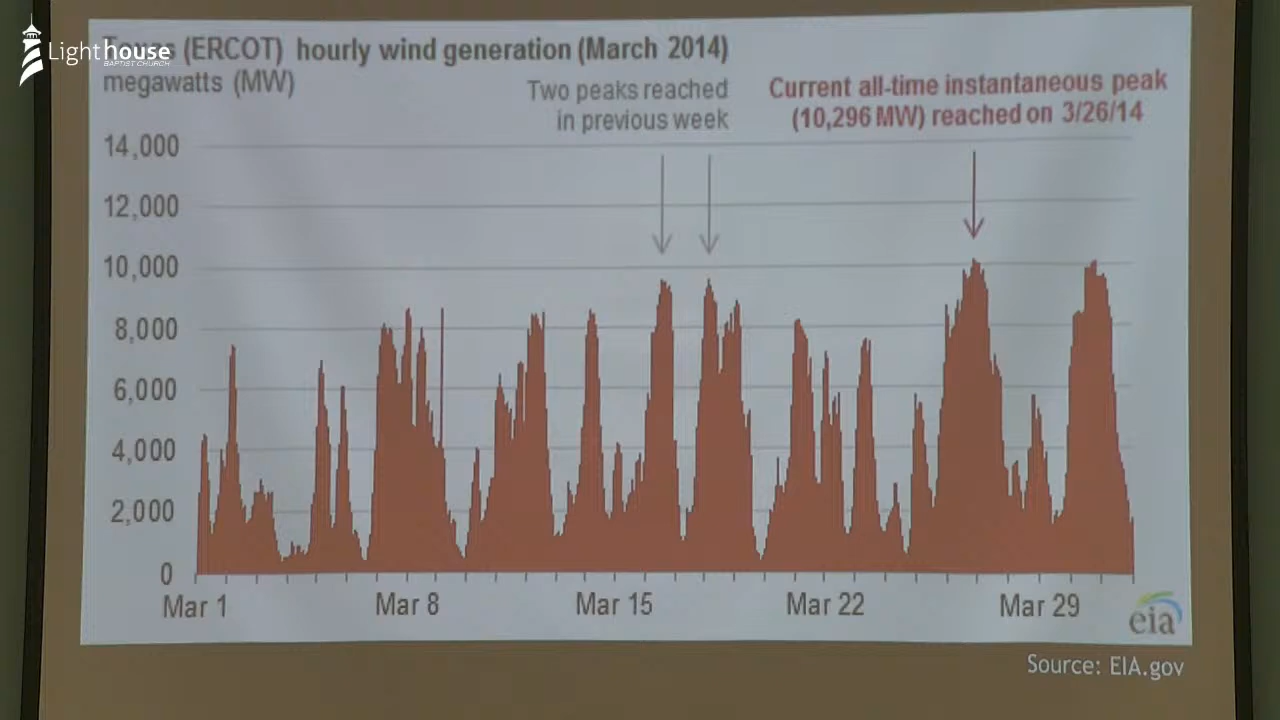 Lighthouse
BAPTIST CHURCH
(ERCOT) hourly wind generation (March 2014)
megawatts (MW)
Two peaks reached
in previous week
Current all-time instantaneous peak
(10,296 MW) reached on 3/26/14
14,000
12,000
10,000
8,000
6,000
4,000
2,000
0
Mar 1
Mar 8
Mar 15
Mar 22
Mar 29
eia
Source: EIA.gov